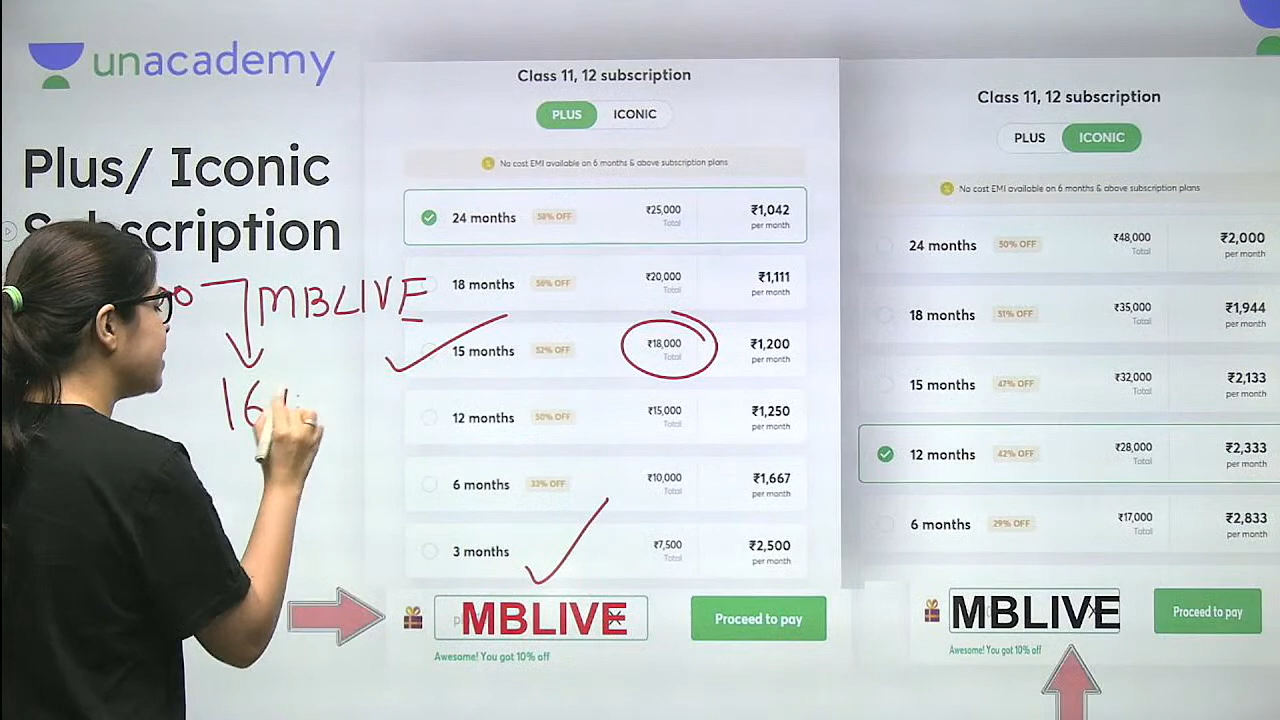 unacademy
Plus/ Iconic
Subscription
MBLIVE
16
Class 11, 12 subscription
PLUS ICONIC
No cost EMI available on 6 months & above subscription plans
24 months 58% OFF ₹25,000 Total ₹1,042 per month
18 months 56% OFF ₹20,000 Total ₹1,111 per month
15 months 52% OFF ₹18,000 Total ₹1,200 per month
12 months 50% OFF ₹15,000 Total ₹1,250 per month
6 months 33% OFF ₹10,000 Total ₹1,667 per month
3 months ₹7,500 Total ₹2,500 per month
MBLIVE Proceed to pay
Awesome! You got 10% off
Class 11, 12 subscription
PLUS ICONIC
No cost EMI available on 6 months & above subscription plans
24 months 50% OFF ₹48,000 Total ₹2,000 per month
18 months 51% OFF ₹35,000 Total ₹1,944 per month
15 months 47% OFF ₹32,000 Total ₹2,133 per month
12 months 42% OFF ₹28,000 Total ₹2,333 per month
6 months 29% OFF ₹17,000 Total ₹2,833 per month
MBLIVE Proceed to pay
Awesome! You got 10% off